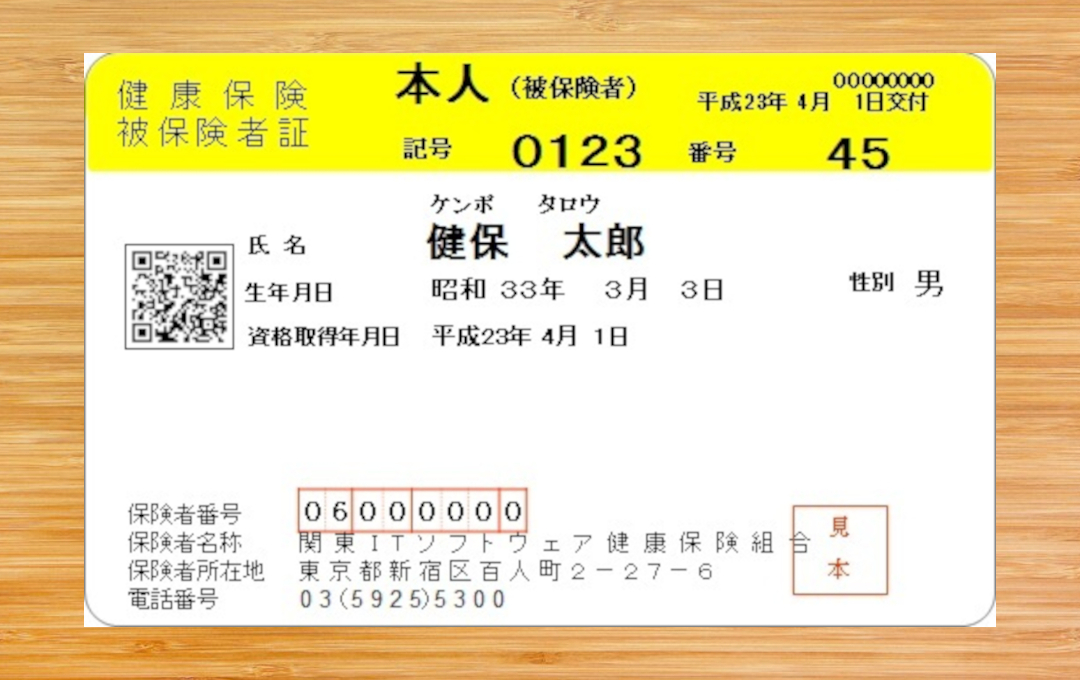 健康保険 本人（被保険者） 00000000
被保険者証 平成23年 4月 1日交付
記号 0123 番号 45
ケンポ タロウ
氏名 健保 太郎
生年月日 昭和 33年 3月 3日 性別 男
資格取得年月日 平成23年 4月 1日
保険者番号 06000000
保険者名称 関東ITソフトウェア健康保険組合
保険者所在地 東京都新宿区百人町2－27－6
電話番号 03(5925)5300
見
本